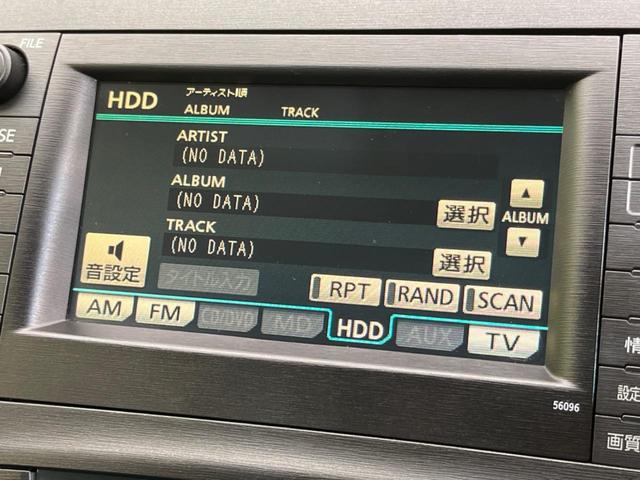 FILE
HDD アーティスト順
ALBUM TRACK
ARTIST
(NO DATA)
ALBUM
(NO DATA)
選択
ALBUM
TRACK
(NO DATA)
選択
音設定
タイトル入力
RPT
RAND
SCAN
AM
FM
CD/DVD
MD
HDD
AUX
TV
56096
SE
情
設定
画質